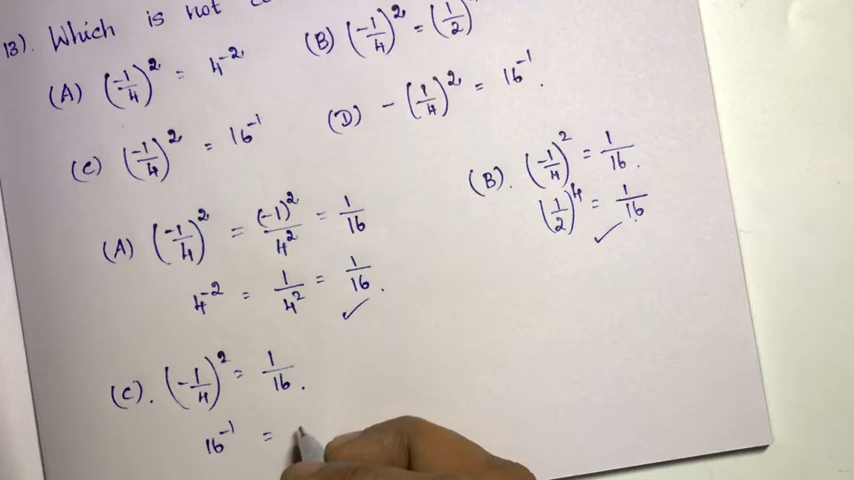 13). Which is not
(A) (-1/4)^2 = 4^-2
(B) (-1/4)^2 = (1/2)
(C) (-1/4)^2 = 16^-1
(D) -(1/4)^2 = 16^-1.
(A) (-1/4)^2 = (-1)^2/4^2 = 1/16
4^-2 = 1/4^2 = 1/16. ✓
(B). (-1/4)^2 = 1/16.
(1/2)^4 = 1/16. ✓
(C). (-1/4)^2 = 1/16.
16^-1 =